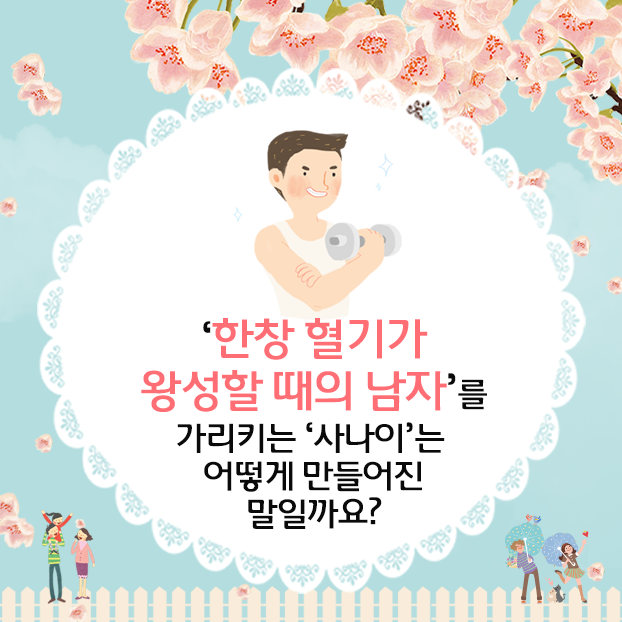 ‘한창 혈기가
왕성할 때의 남자’를
가리키는 ‘사나이’는
어떻게 만들어진
말일까요?